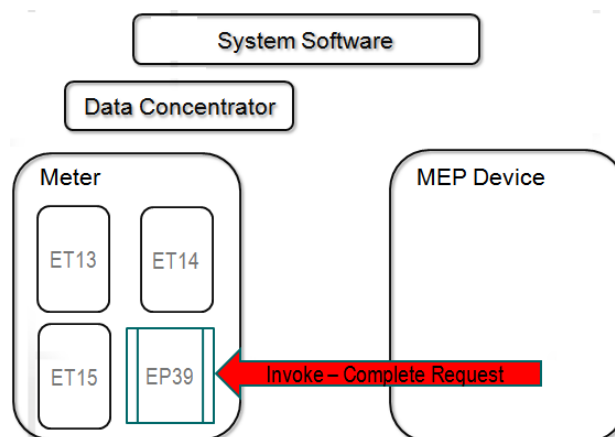 System Software
Data Concentrator
Meter
MEP Device
ET13
ET14
ET15
EP39
Invoke – Complete Request